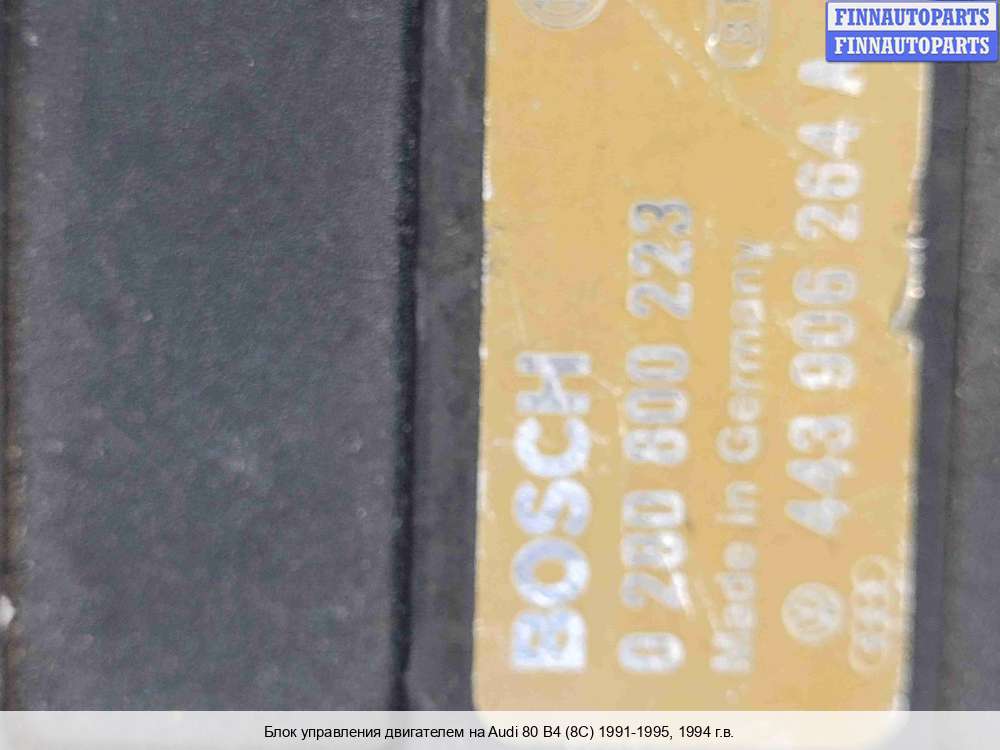 FINNAUTOPARTS
FINNAUTOPARTS
BOSCH
0 280 800 223
Made in Germany
443 906 264 A
Блок управления двигателем на Audi 80 B4 (8C) 1991-1995, 1994 г.в.